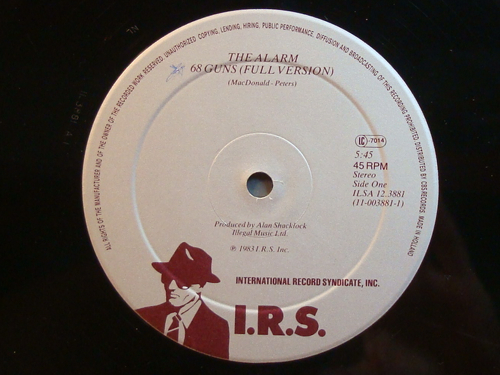 ALL RIGHTS OF THE MANUFACTURER AND OF THE OWNER OF THE RECORDED WORK RESERVED. UNAUTHORIZED COPYING, LENDING, HIRING, PUBLIC PERFORMANCE, DIFFUSION AND BROADCASTING OF THIS RECORDING PROHIBITED. DISTRIBUTED BY CBS RECORDS. MADE IN HOLLAND
THE ALARM
68 GUNS (FULL VERSION)
(MacDonald - Peters)
LC -7014
5:45
45 RPM
Stereo
Side One
ILSA 12.3881
(11-003881-1)
Produced by Alan Shacklock
Illegal Music Ltd.
℗ 1983 I.R.S. Inc.
INTERNATIONAL RECORD SYNDICATE, INC.
I.R.S.